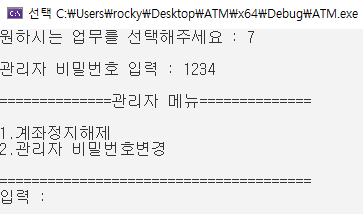 선택 C:₩Users₩rocky₩Desktop₩ATM₩x64₩Debug₩ATM.exe
원하시는 업무를 선택해주세요 : 7
관리자 비밀번호 입력 : 1234
==============관리자 메뉴==============
1.계좌정지해제
2.관리자 비밀번호변경
=======================================
입력 :